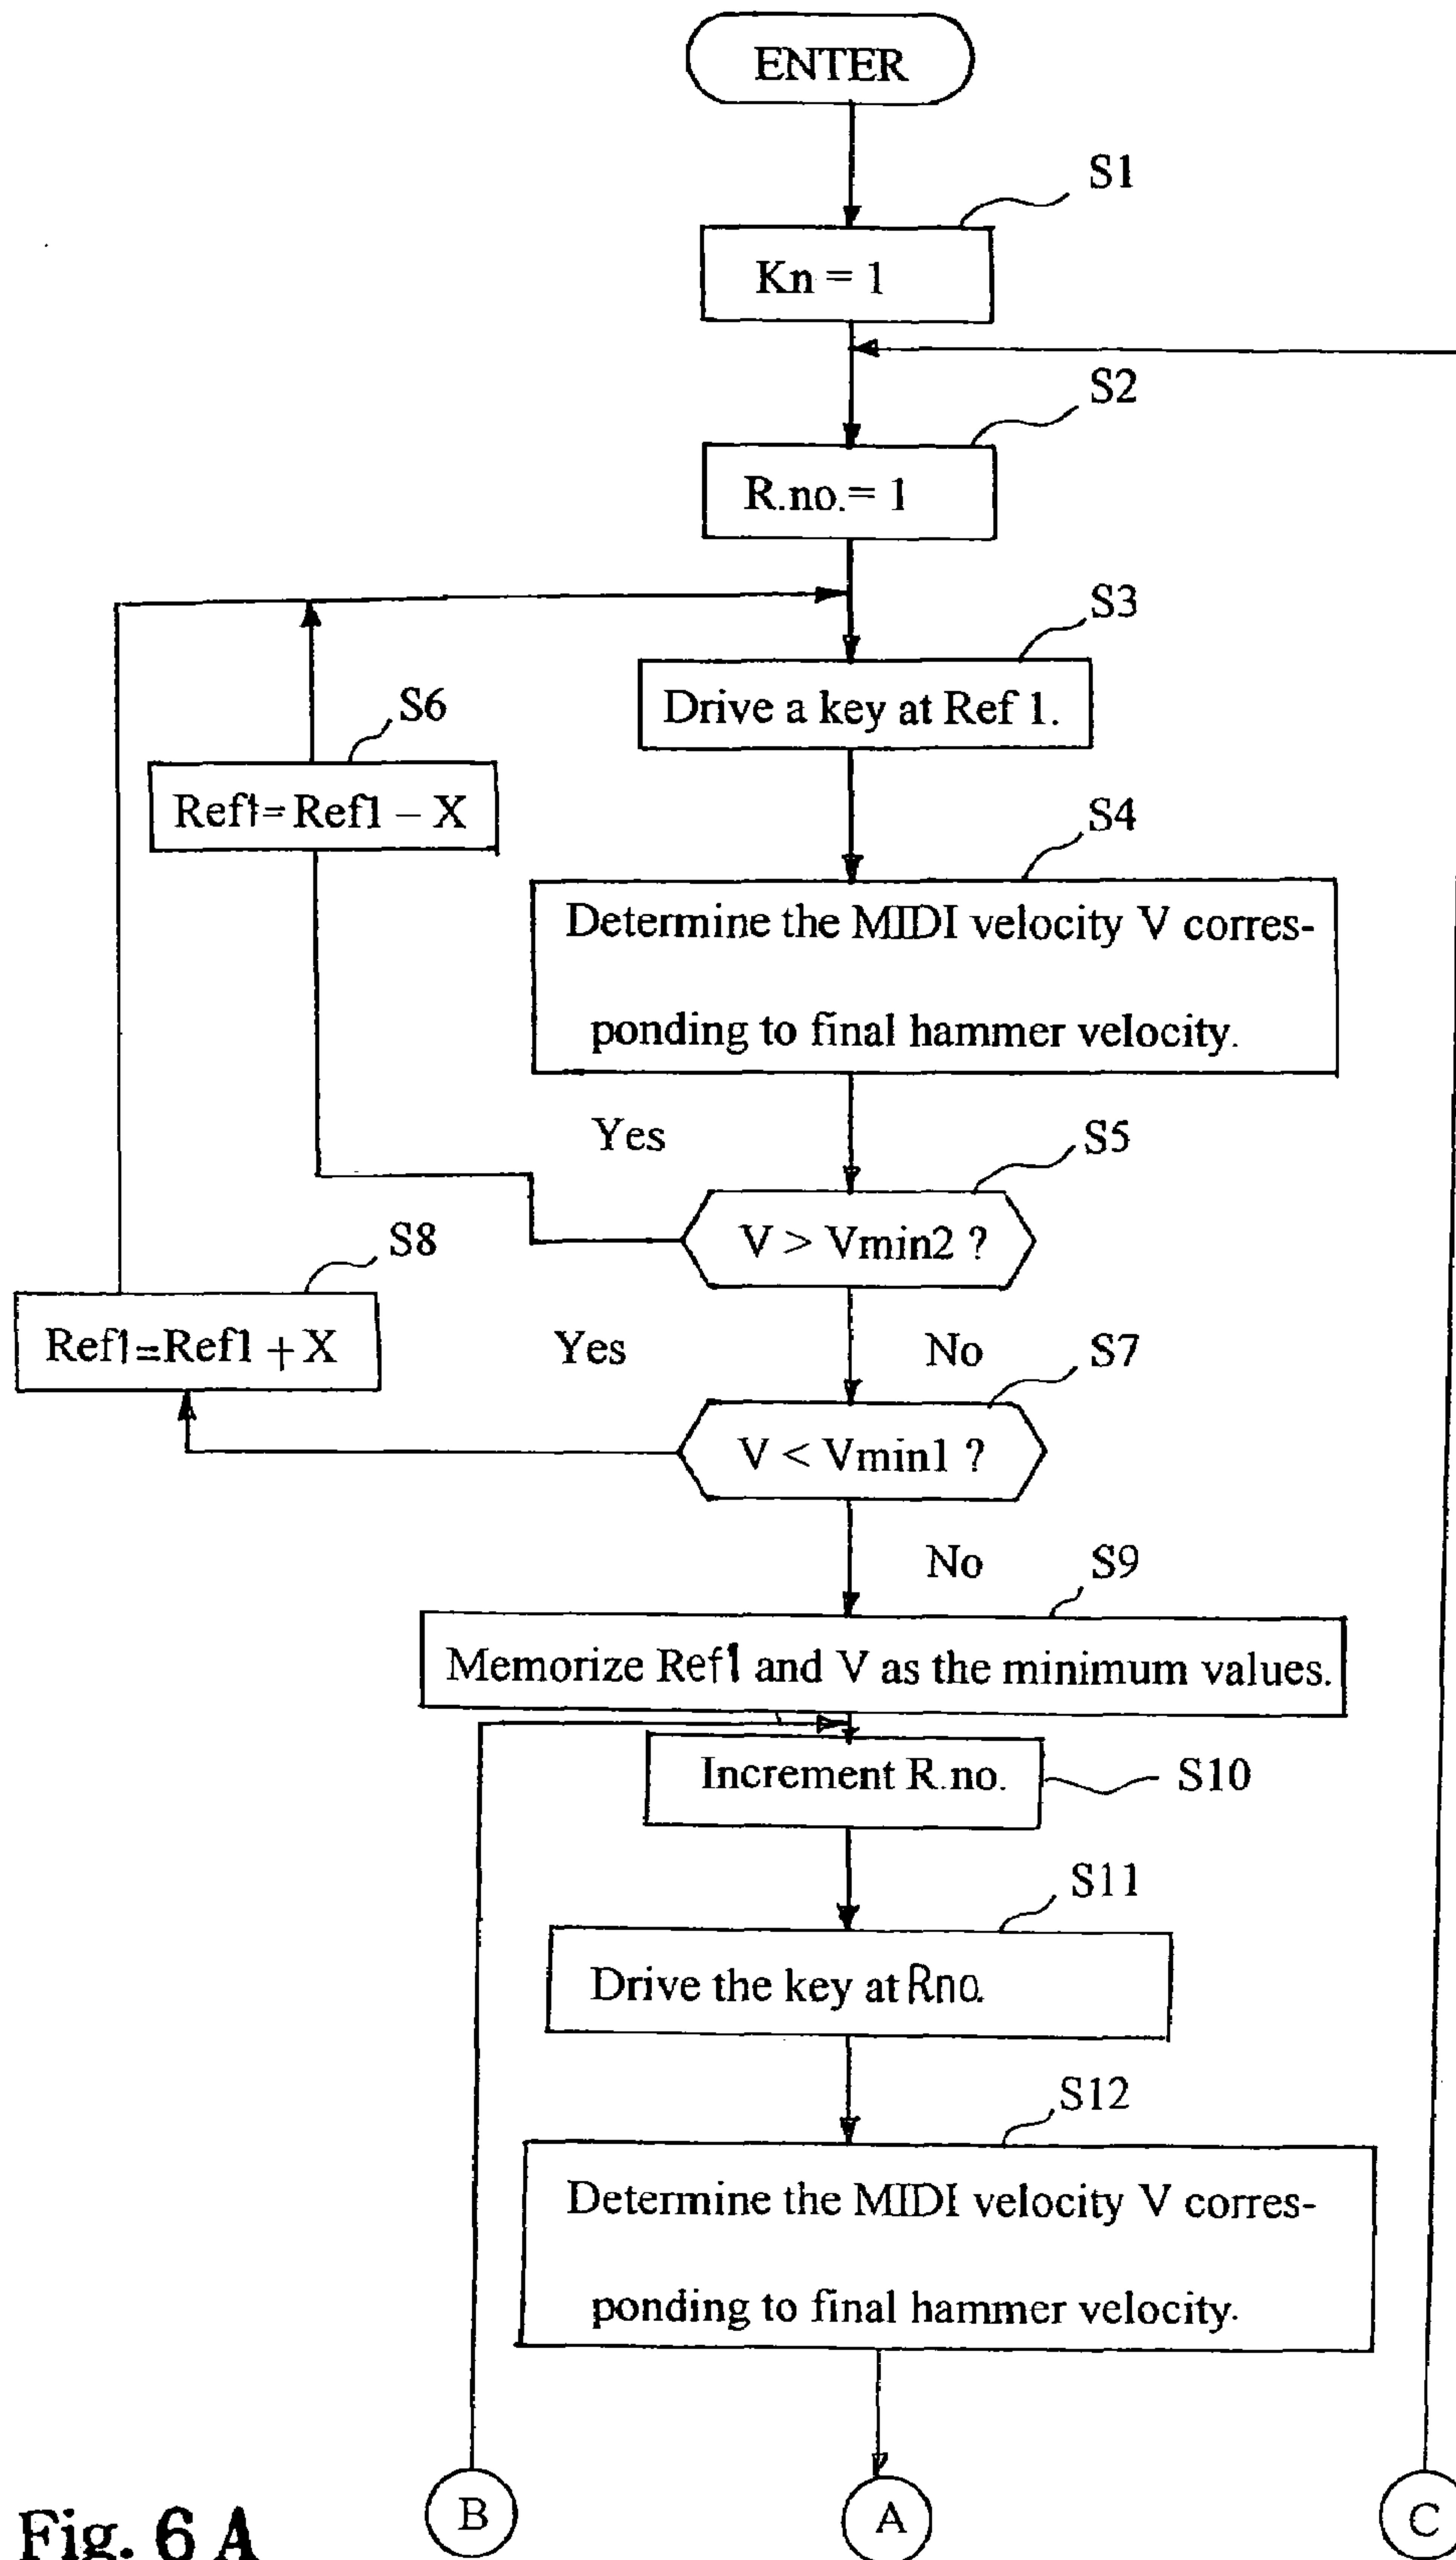 ENTER
S1
Kn = 1
S2
R.no.= 1
S3
Drive a key at Ref 1.
S6
Ref1= Ref1 – X
S4
Determine the MIDI velocity V corres-
ponding to final hammer velocity.
Yes
S5
V > Vmin2 ?
S8
Ref1=Ref1 + X
Yes
No
S7
V < Vmin1 ?
No
S9
Memorize Ref1 and V as the minimum values.
Increment R.no.
S10
S11
Drive the key at Rno.
S12
Determine the MIDI velocity V corres-
ponding to final hammer velocity.
B
A
C
Fig. 6 A